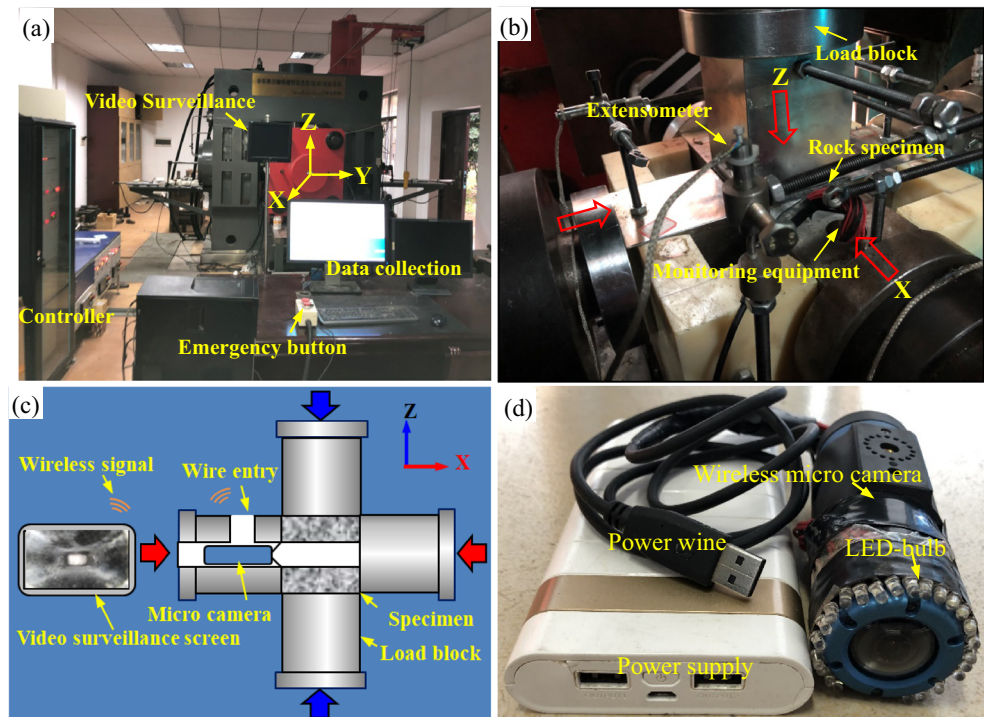 (a)
Video Surveillance
Z
Y
X
Data collection
Controller
Emergency button
(b)
Load block
Z
Extensometer
Rock specimen
Monitoring equipment
X
(c)
Z
X
Wireless signal
Wire entry
Micro camera
Video surveillance screen
Specimen
Load block
(d)
Wireless micro camera
Power wine
LED-bulb
Power supply